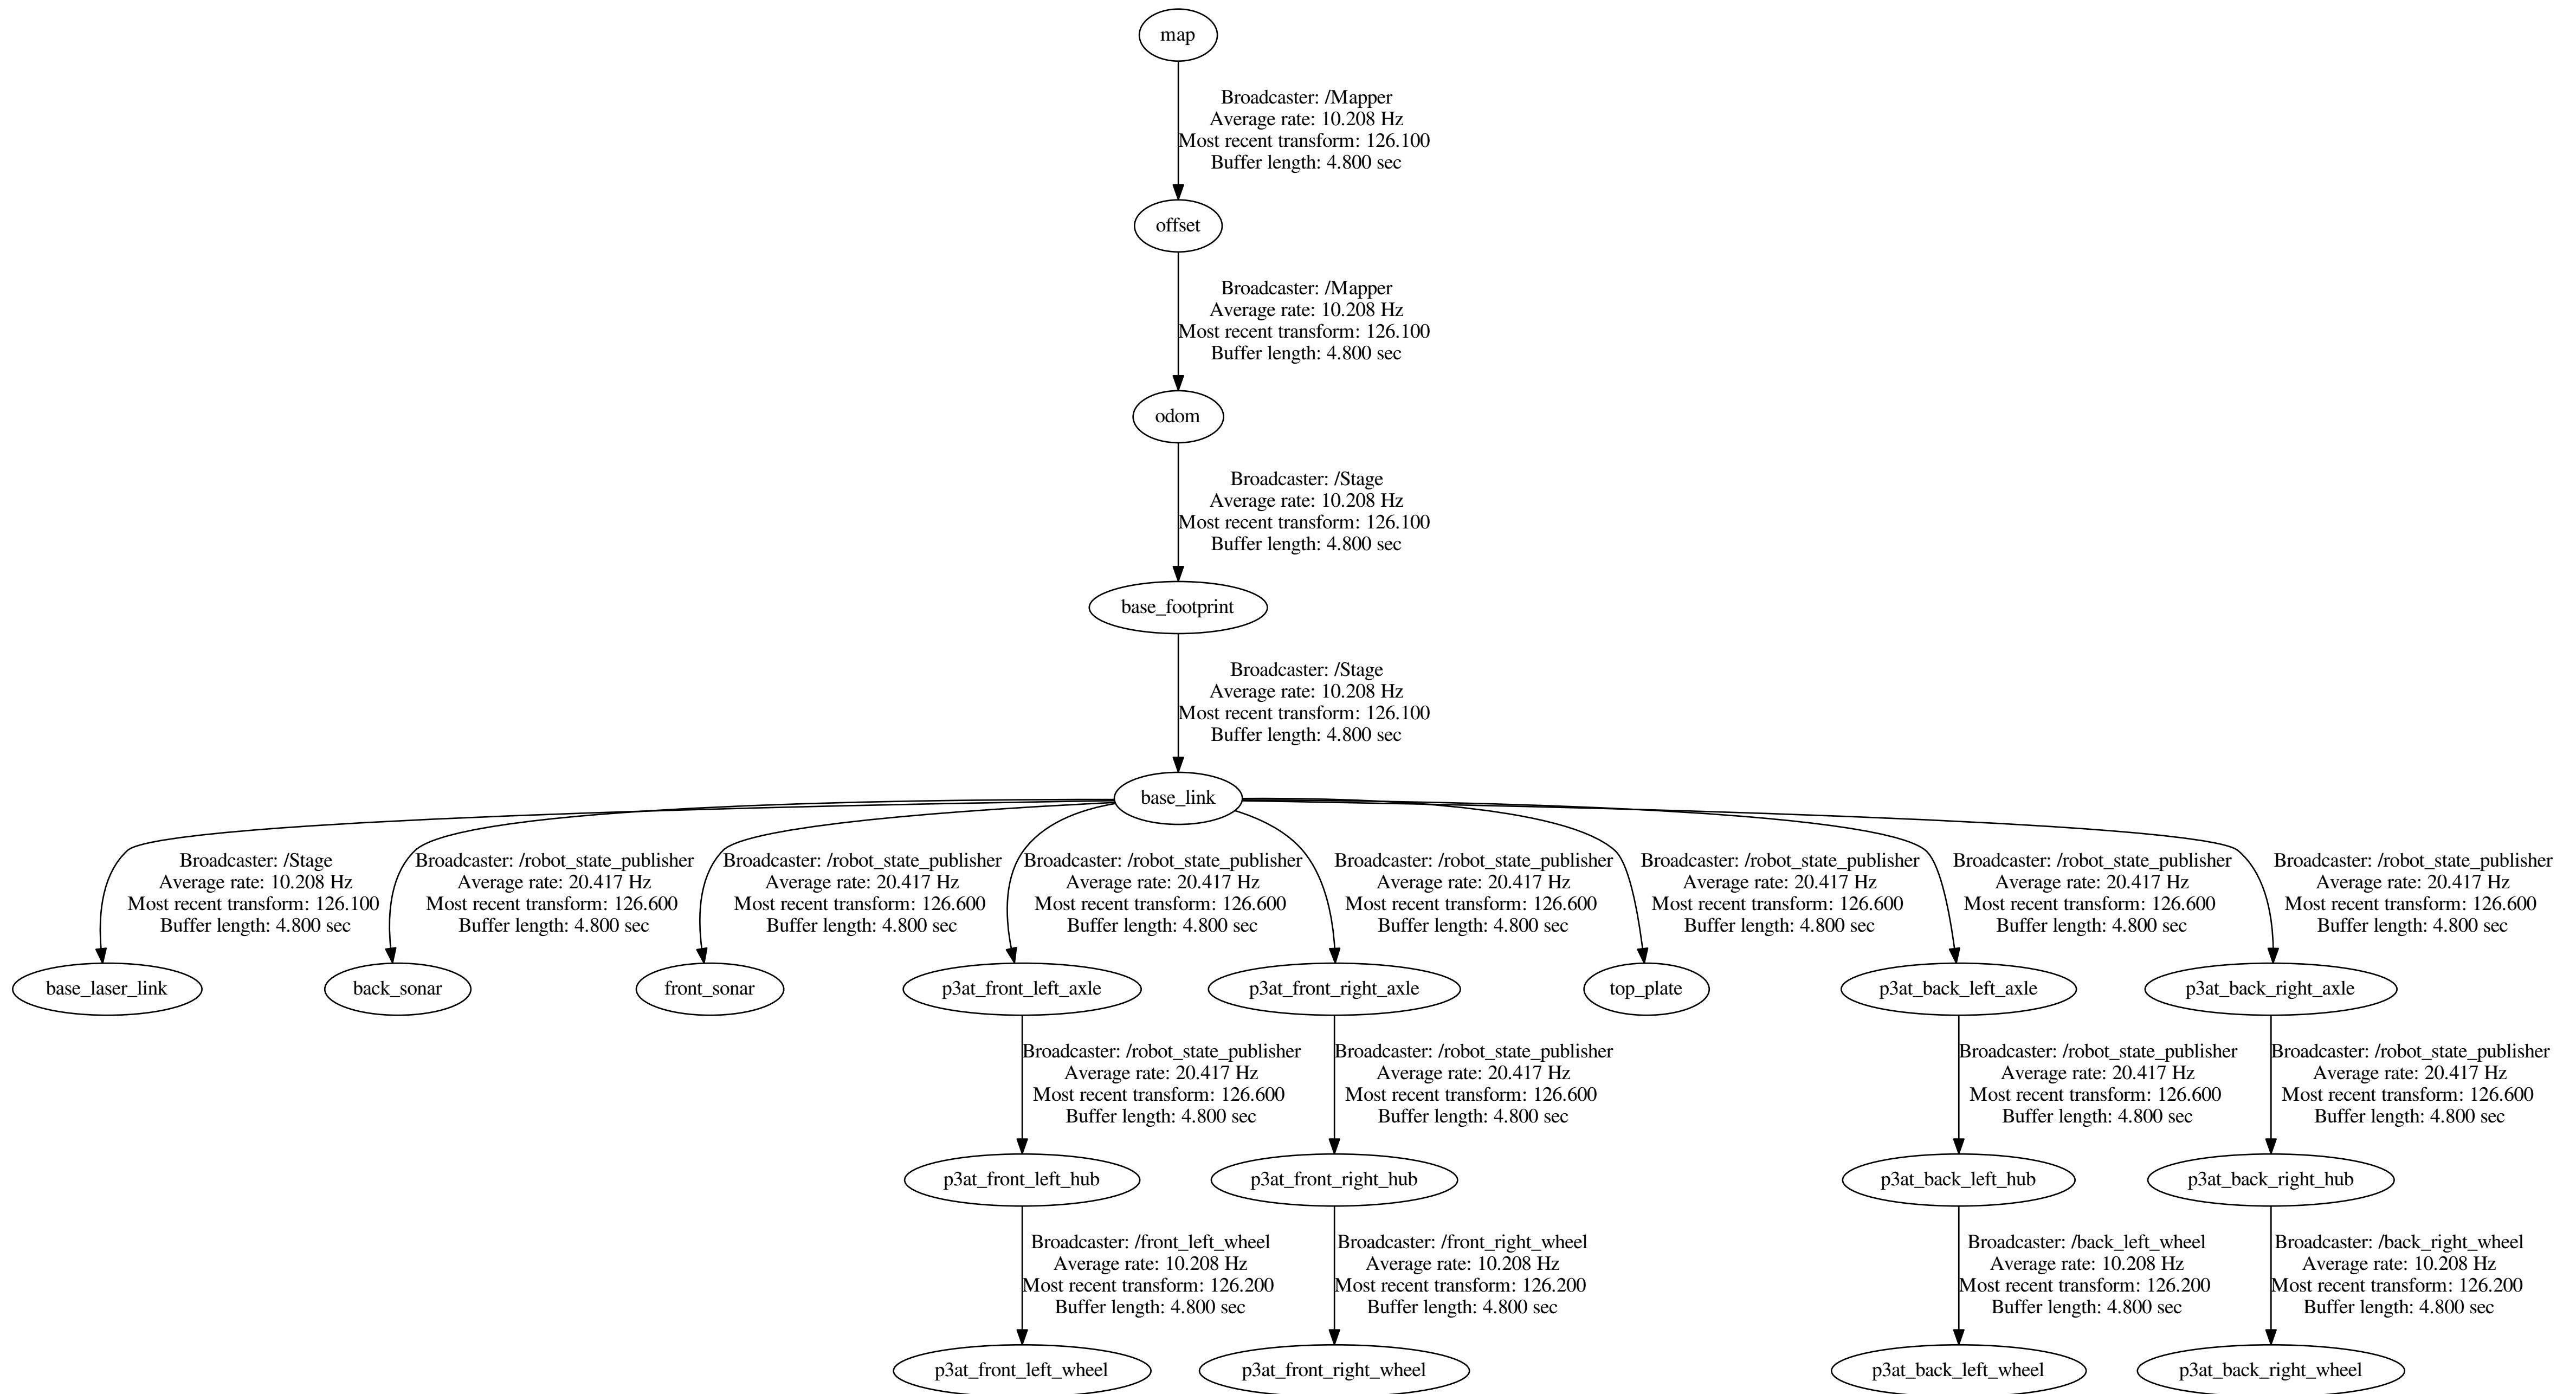 map
Broadcaster: /Mapper
Average rate: 10.208 Hz
Most recent transform: 126.100
Buffer length: 4.800 sec
offset
Broadcaster: /Mapper
Average rate: 10.208 Hz
Most recent transform: 126.100
Buffer length: 4.800 sec
odom
Broadcaster: /Stage
Average rate: 10.208 Hz
Most recent transform: 126.100
Buffer length: 4.800 sec
base_footprint
Broadcaster: /Stage
Average rate: 10.208 Hz
Most recent transform: 126.100
Buffer length: 4.800 sec
base_link
Broadcaster: /Stage
Average rate: 10.208 Hz
Most recent transform: 126.100
Buffer length: 4.800 sec
Broadcaster: /robot_state_publisher
Average rate: 20.417 Hz
Most recent transform: 126.600
Buffer length: 4.800 sec
Broadcaster: /robot_state_publisher
Average rate: 20.417 Hz
Most recent transform: 126.600
Buffer length: 4.800 sec
Broadcaster: /robot_state_publisher
Average rate: 20.417 Hz
Most recent transform: 126.600
Buffer length: 4.800 sec
Broadcaster: /robot_state_publisher
Average rate: 20.417 Hz
Most recent transform: 126.600
Buffer length: 4.800 sec
Broadcaster: /robot_state_publisher
Average rate: 20.417 Hz
Most recent transform: 126.600
Buffer length: 4.800 sec
Broadcaster: /robot_state_publisher
Average rate: 20.417 Hz
Most recent transform: 126.600
Buffer length: 4.800 sec
Broadcaster: /robot_state_publisher
Average rate: 20.417 Hz
Most recent transform: 126.600
Buffer length: 4.800 sec
base_laser_link
back_sonar
front_sonar
p3at_front_left_axle
p3at_front_right_axle
top_plate
p3at_back_left_axle
p3at_back_right_axle
Broadcaster: /robot_state_publisher
Average rate: 20.417 Hz
Most recent transform: 126.600
Buffer length: 4.800 sec
Broadcaster: /robot_state_publisher
Average rate: 20.417 Hz
Most recent transform: 126.600
Buffer length: 4.800 sec
Broadcaster: /robot_state_publisher
Average rate: 20.417 Hz
Most recent transform: 126.600
Buffer length: 4.800 sec
Broadcaster: /robot_state_publisher
Average rate: 20.417 Hz
Most recent transform: 126.600
Buffer length: 4.800 sec
p3at_front_left_hub
p3at_front_right_hub
p3at_back_left_hub
p3at_back_right_hub
Broadcaster: /front_left_wheel
Average rate: 10.208 Hz
Most recent transform: 126.200
Buffer length: 4.800 sec
Broadcaster: /front_right_wheel
Average rate: 10.208 Hz
Most recent transform: 126.200
Buffer length: 4.800 sec
Broadcaster: /back_left_wheel
Average rate: 10.208 Hz
Most recent transform: 126.200
Buffer length: 4.800 sec
Broadcaster: /back_right_wheel
Average rate: 10.208 Hz
Most recent transform: 126.200
Buffer length: 4.800 sec
p3at_front_left_wheel
p3at_front_right_wheel
p3at_back_left_wheel
p3at_back_right_wheel